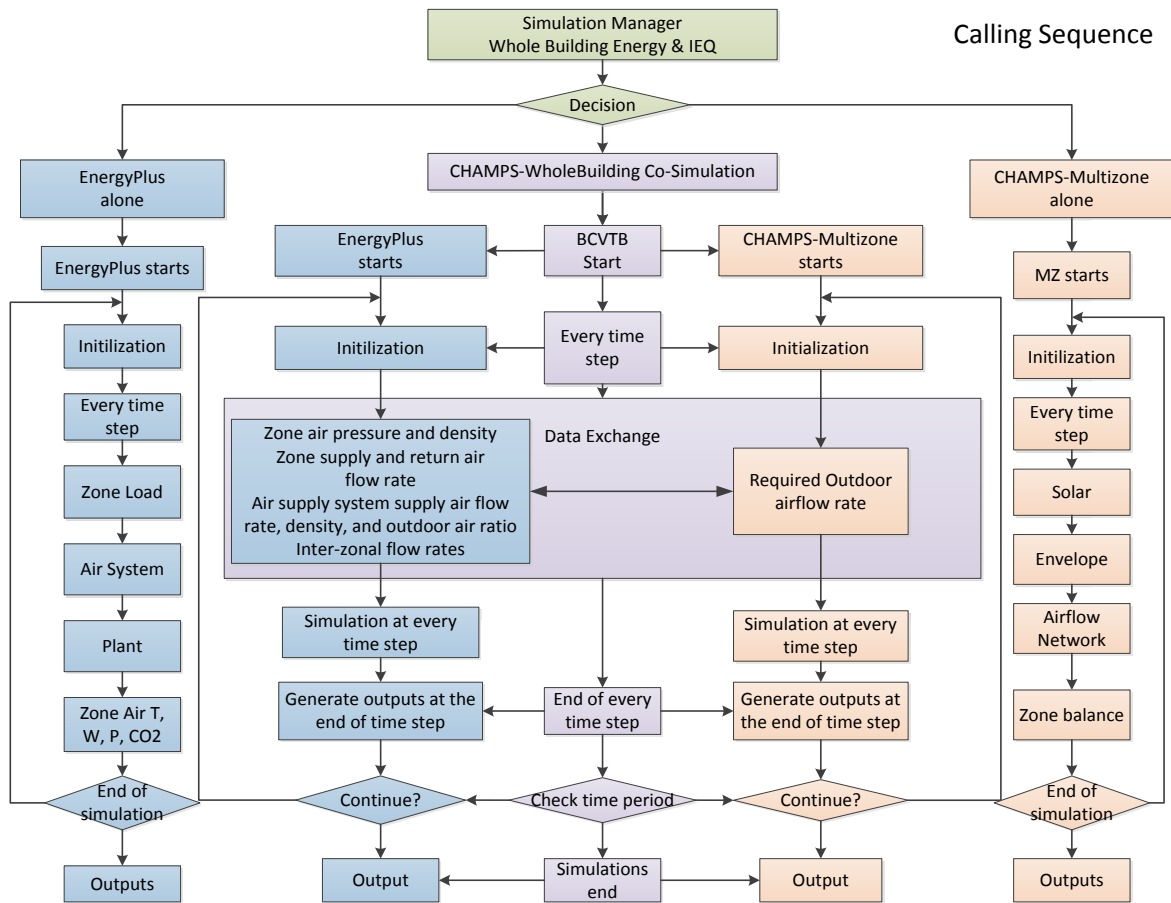 Simulation Manager
Whole Building Energy & IEQ
Calling Sequence
Decision
EnergyPlus
alone
CHAMPS-WholeBuilding Co-Simulation
CHAMPS-Multizone
alone
EnergyPlus starts
EnergyPlus
starts
BCVTB
Start
CHAMPS-Multizone
starts
MZ starts
Initilization
Initilization
Every time
step
Initialization
Initilization
Every time
step
Zone Load
Air System
Plant
Zone Air T,
W, P, CO2
End of
simulation
Outputs
Data Exchange
Zone air pressure and density
Zone supply and return air
flow rate
Air supply system supply air flow
rate, density, and outdoor air ratio
Inter-zonal flow rates
Required Outdoor
airflow rate
Simulation at every
time step
Simulation at every
time step
Generate outputs at the
end of time step
End of every
time step
Generate outputs at
the end of time step
Continue?
Check time period
Continue?
Output
Simulations
end
Output
Every time
step
Solar
Envelope
Airflow
Network
Zone balance
End of
simulation
Outputs